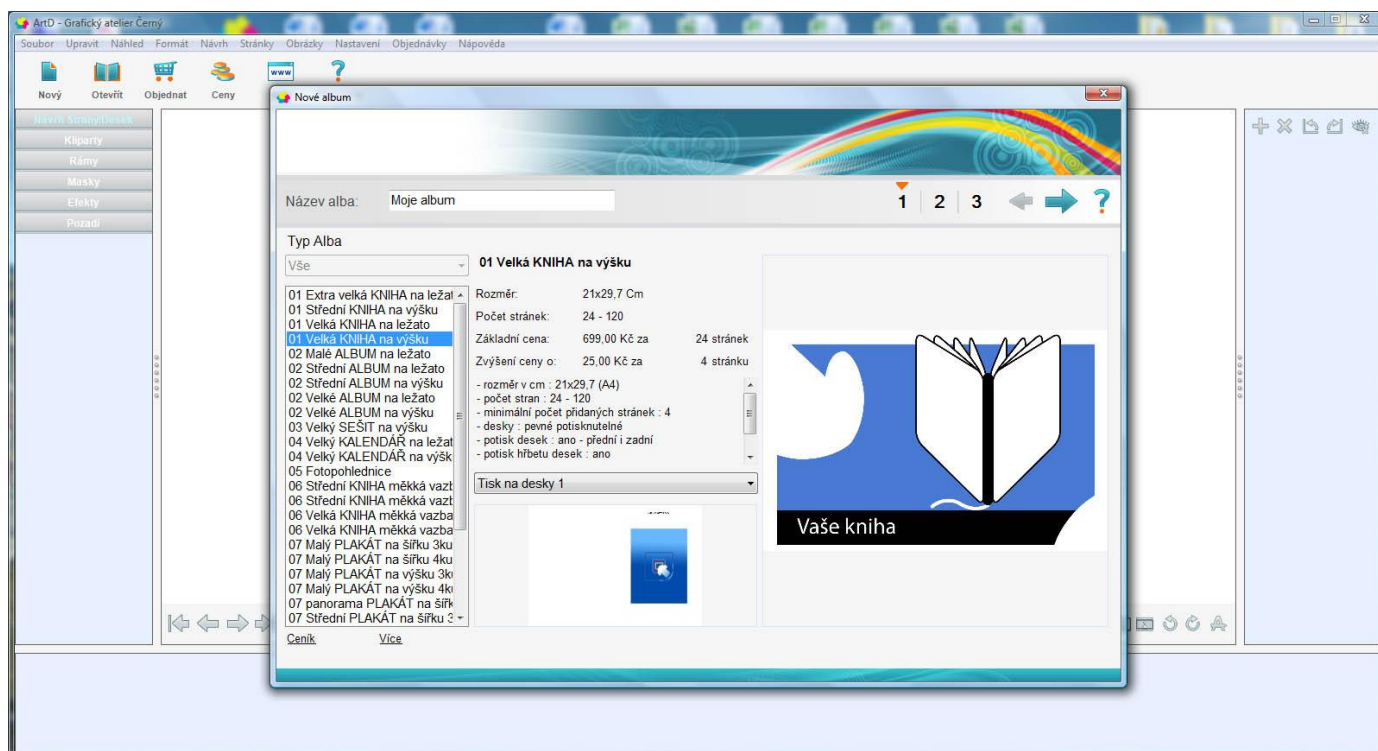 ArtD - Grafický atelier Černý
Soubor Upravit Náhled Formát Návrh Stránky Obrázky Nastavení Objednávky Nápověda
www
Nový Otevřít Objednat Ceny
Nové album
Návrh Strany/Desek
Kliparty
Rámy
Masky
Efekty
Pozadí
Název alba: Moje album 1 2 3
Typ Alba
Vše
01 Extra velká KNIHA na ležat
01 Střední KNIHA na výšku
01 Velká KNIHA na ležato
01 Velká KNIHA na výšku
02 Malé ALBUM na ležato
02 Střední ALBUM na ležato
02 Střední ALBUM na výšku
02 Velké ALBUM na ležato
02 Velké ALBUM na výšku
03 Velký SEŠIT na výšku
04 Velký KALENDÁŘ na ležat
04 Velký KALENDÁŘ na výšk
05 Fotopohlednice
06 Střední KNIHA měkká vazb
06 Střední KNIHA měkká vazb
06 Velká KNIHA měkká vazba
06 Velká KNIHA měkká vazba
07 Malý PLAKÁT na šířku 3ku
07 Malý PLAKÁT na šířku 4ku
07 Malý PLAKÁT na výšku 3ku
07 Malý PLAKÁT na výšku 4ku
07 panorama PLAKÁT na šířk
07 Střední PLAKÁT na šířku 3
Ceník Více
01 Velká KNIHA na výšku
Rozměr: 21x29,7 Cm
Počet stránek: 24 - 120
Základní cena: 699,00 Kč za 24 stránek
Zvýšení ceny o: 25,00 Kč za 4 stránku
- rozměr v cm : 21x29,7 (A4)
- počet stran : 24 - 120
- minimální počet přidaných stránek : 4
- desky : pevné potisknutelné
- potisk desek : ano - přední i zadní
- potisk hřbetu desek : ano
Tisk na desky 1
Vaše kniha